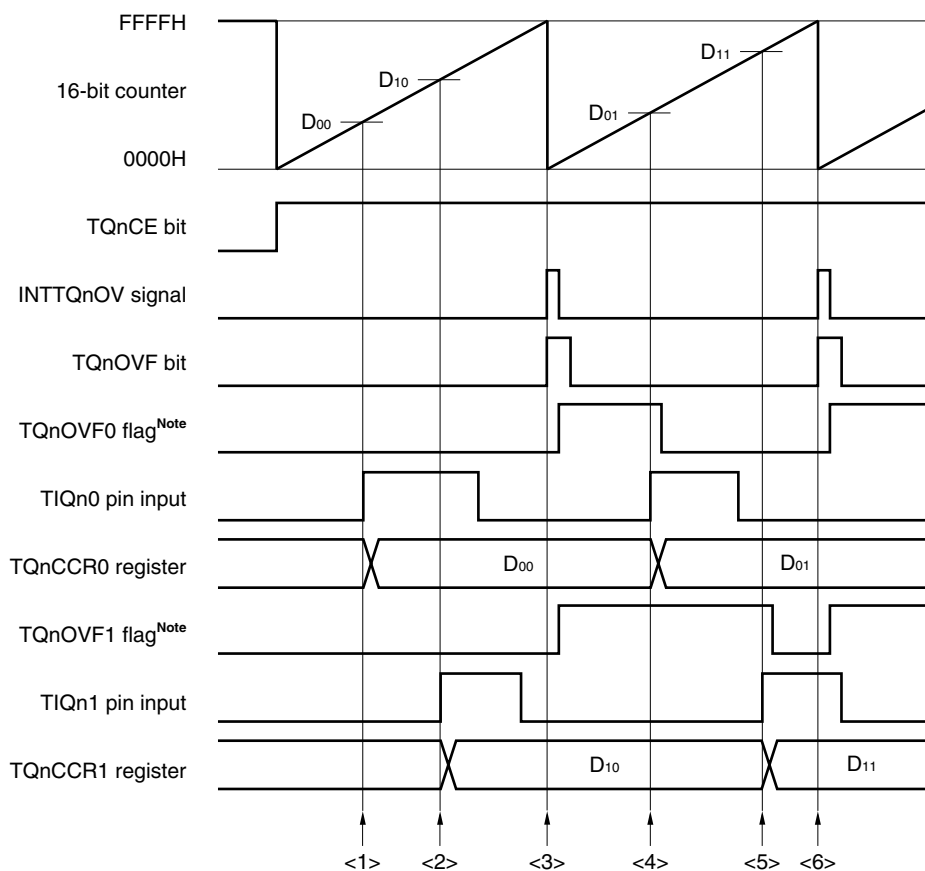 FFFFH
D11
D10
16-bit counter
D00
D01
0000H
TQnCE bit
INTTQnOV signal
TQnOVF bit
TQnOVF0 flagNote
TIQn0 pin input
TQnCCR0 register
D00
D01
TQnOVF1 flagNote
TIQn1 pin input
TQnCCR1 register
D10
D11
<1> <2> <3> <4> <5> <6>